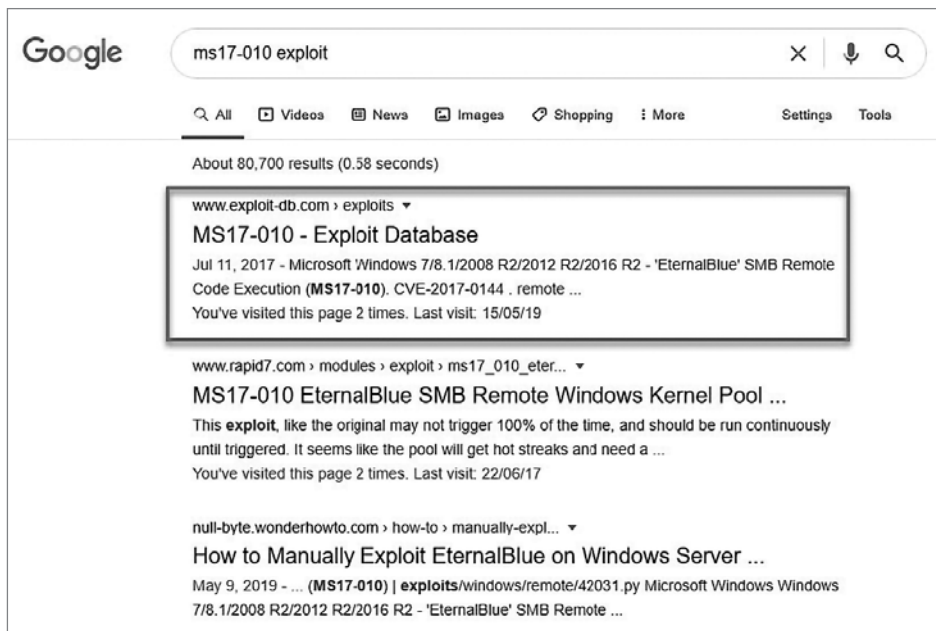 Google
ms17-010 exploit
All Videos News Images Shopping More Settings Tools
About 80,700 results (0.58 seconds)
www.exploit-db.com › exploits
MS17-010 - Exploit Database
Jul 11, 2017 - Microsoft Windows 7/8.1/2008 R2/2012 R2/2016 R2 - 'EternalBlue' SMB Remote
Code Execution (MS17-010). CVE-2017-0144 . remote ...
You've visited this page 2 times. Last visit: 15/05/19
www.rapid7.com › modules › exploit › ms17_010_eter...
MS17-010 EternalBlue SMB Remote Windows Kernel Pool ...
This exploit, like the original may not trigger 100% of the time, and should be run continuously
until triggered. It seems like the pool will get hot streaks and need a ...
You've visited this page 2 times. Last visit: 22/06/17
null-byte.wonderhowto.com › how-to › manually-expl...
How to Manually Exploit EternalBlue on Windows Server ...
May 9, 2019 - ... (MS17-010) | exploits/windows/remote/42031.py Microsoft Windows Windows
7/8.1/2008 R2/2012 R2/2016 R2 - 'EternalBlue' SMB Remote ...